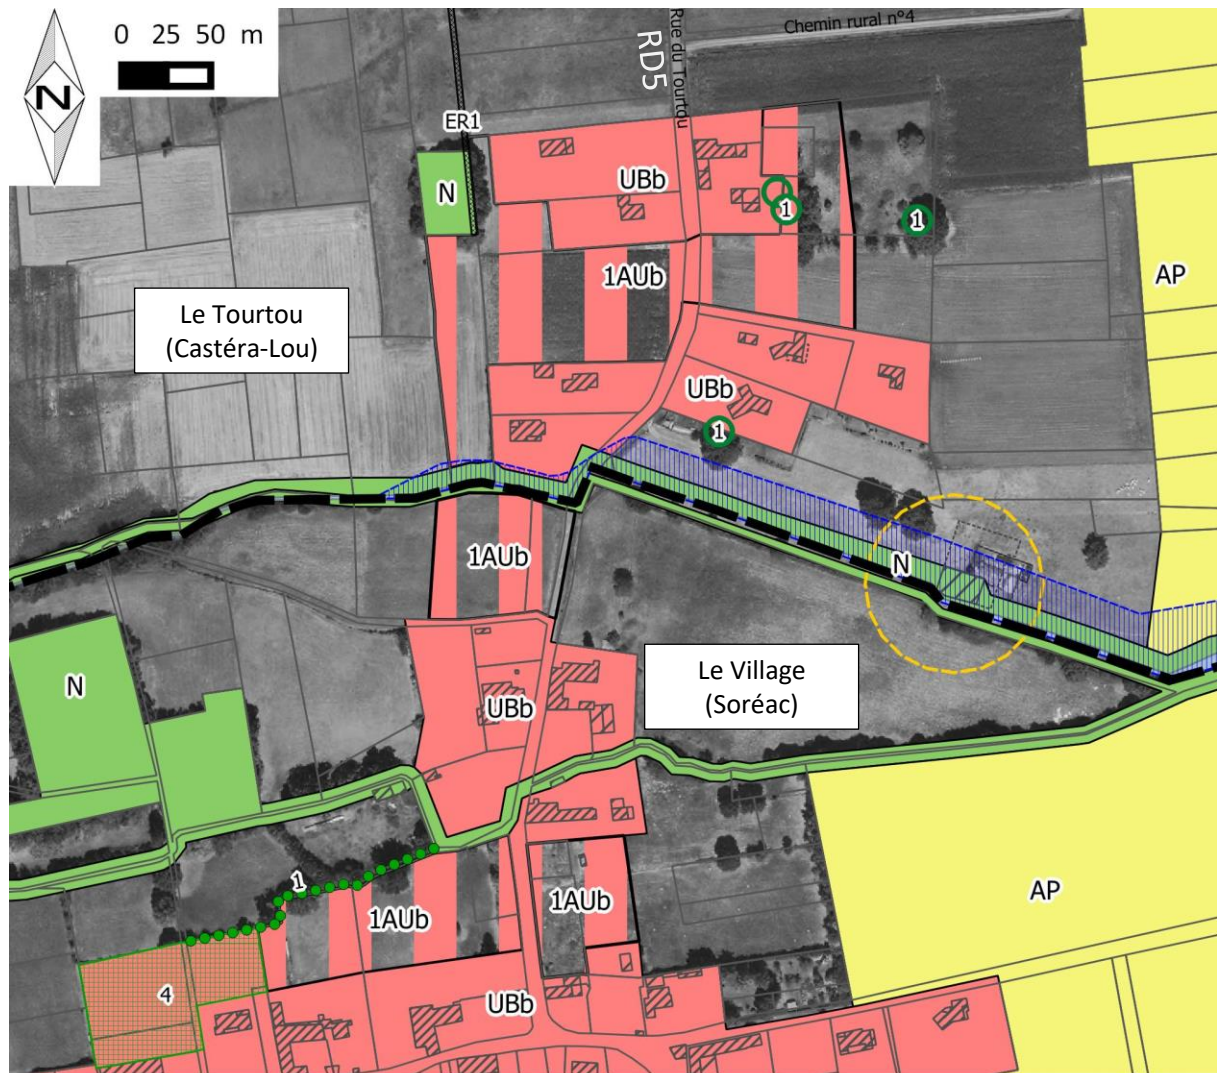 0 25 50 m
N
Chemin rural n°4
Rue du Tourtou
RD5
ER1
N
UBb
1
1
AP
1AUb
Le Tourtou
(Castéra-Lou)
UBb
1
1AUb
N
N
Le Village
(Soréac)
UBb
1
1AUb
1AUb
AP
4
UBb